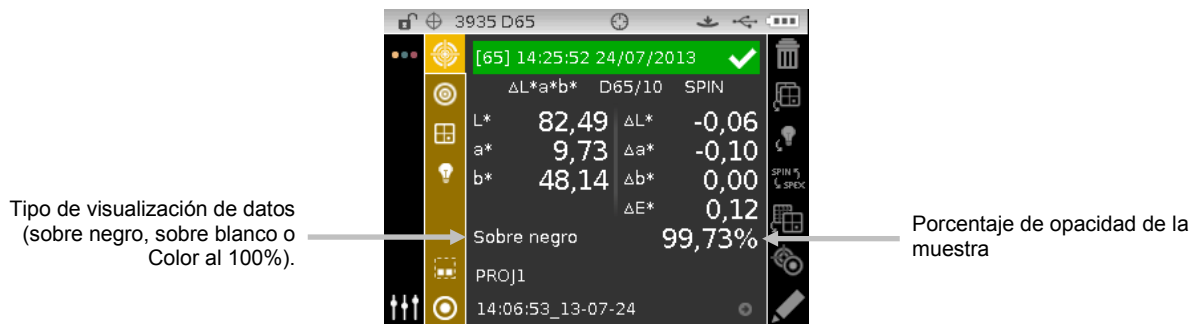 3935 D65
[65] 14:25:52 24/07/2013
ΔL*a*b* D65/10 SPIN
L* 82,49 ΔL* -0,06
a* 9,73 Δa* -0,10
b* 48,14 Δb* 0,00
ΔE* 0,12
Sobre negro 99,73%
PROJ1
14:06:53_13-07-24
SPIN
SPEX
Tipo de visualización de datos
(sobre negro, sobre blanco o
Color al 100%).
Porcentaje de opacidad de la
muestra